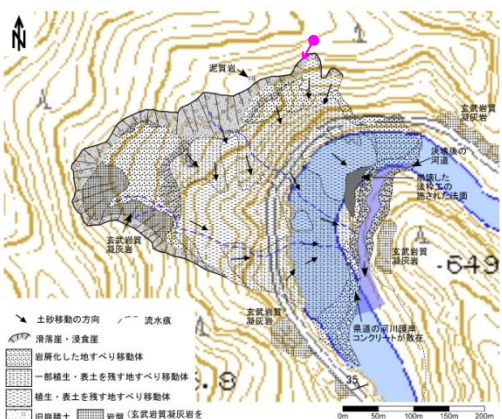 N
泥質岩
玄武岩質
凝灰岩
決壊後の
河道
崩壊した
法枠工の
施された法面
玄武岩質
凝灰岩
玄武岩質
凝灰岩
-649
県道の河川護岸
コンクリートが散在
玄武岩質
凝灰岩
35
土砂移動の方向
流水痕
滑落崖・浸食崖
岩屑化した地すべり移動体
一部植生・表土を残す地すべり移動体
植生・表土を残す地すべり移動体
旧崩積土
岩盤(玄武岩質凝灰岩を
0m 50m 100m 150m 200m